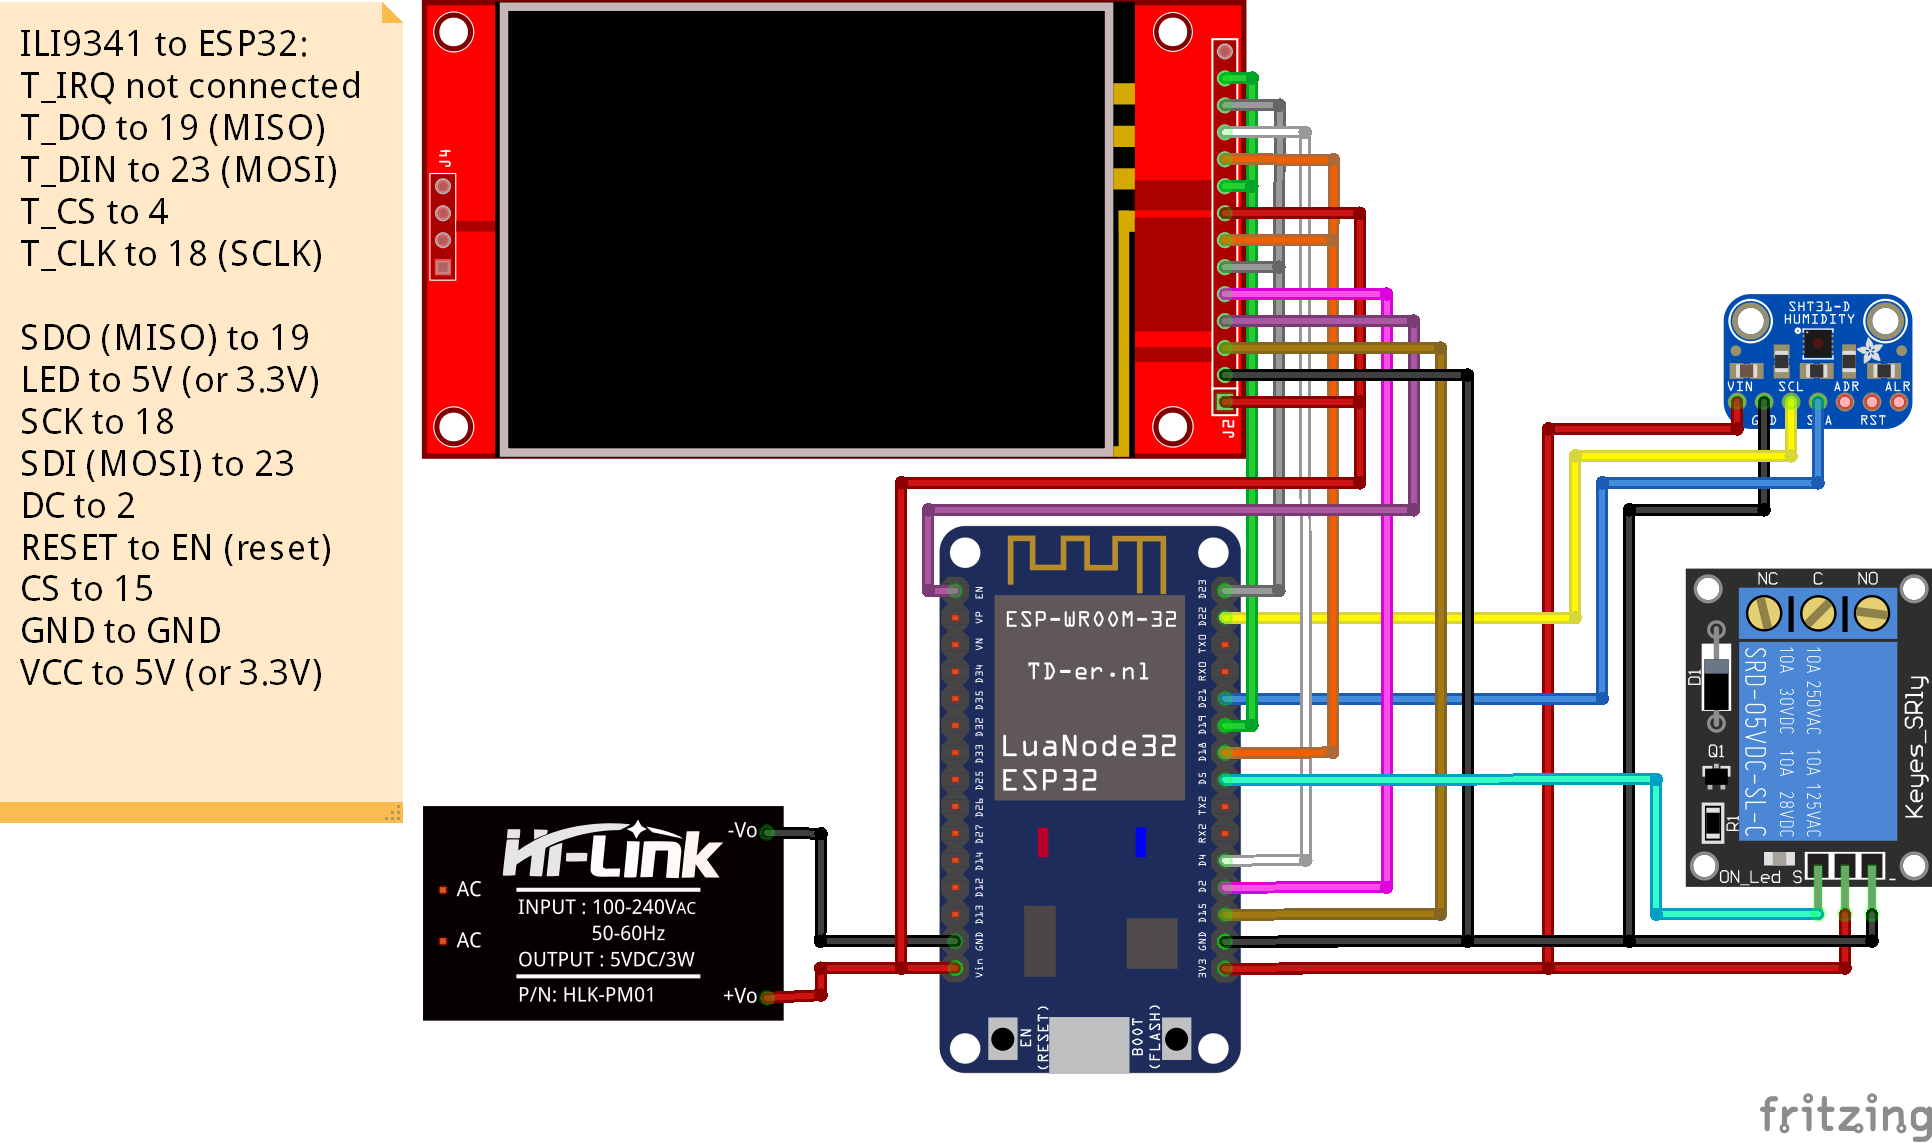 ILI9341 to ESP32:
T_IRQ not connected
T_DO to 19 (MISO)
T_DIN to 23 (MOSI)
T_CS to 4
T_CLK to 18 (SCLK)
SDO (MISO) to 19
LED to 5V (or 3.3V)
SCK to 18
SDI (MOSI) to 23
DC to 2
RESET to EN (reset)
CS to 15
GND to GND
VCC to 5V (or 3.3V)
J4
J2
SHT31-D
HUMIDITY
VIN SCL ADR ALR
RST
EN
VP
VN
D34
D35
D32
D33
D25
D26
D27
D14
D12
D13
GND
Vin
ESP-WROOM-32
TD-er.nl
LuaNode32
ESP32
D23
D22
TX0
RX0
D21
D19
D18
D5
TX2
RX2
D4
D2
D15
GND
3V3
EN
(RESET)
BOOT
(FLASH)
NC C NO
D1
Q1
R1
SRD-05VDC-SL-C
10A 30VDC 10A 28VDC
10A 250VAC 10A 125VAC
Keyes_SRly
ON_Led S -
Hi-Link
-Vo
AC
AC
INPUT : 100-240VAC
50-60Hz
OUTPUT : 5VDC/3W
P/N: HLK-PM01
+Vo
fritzing